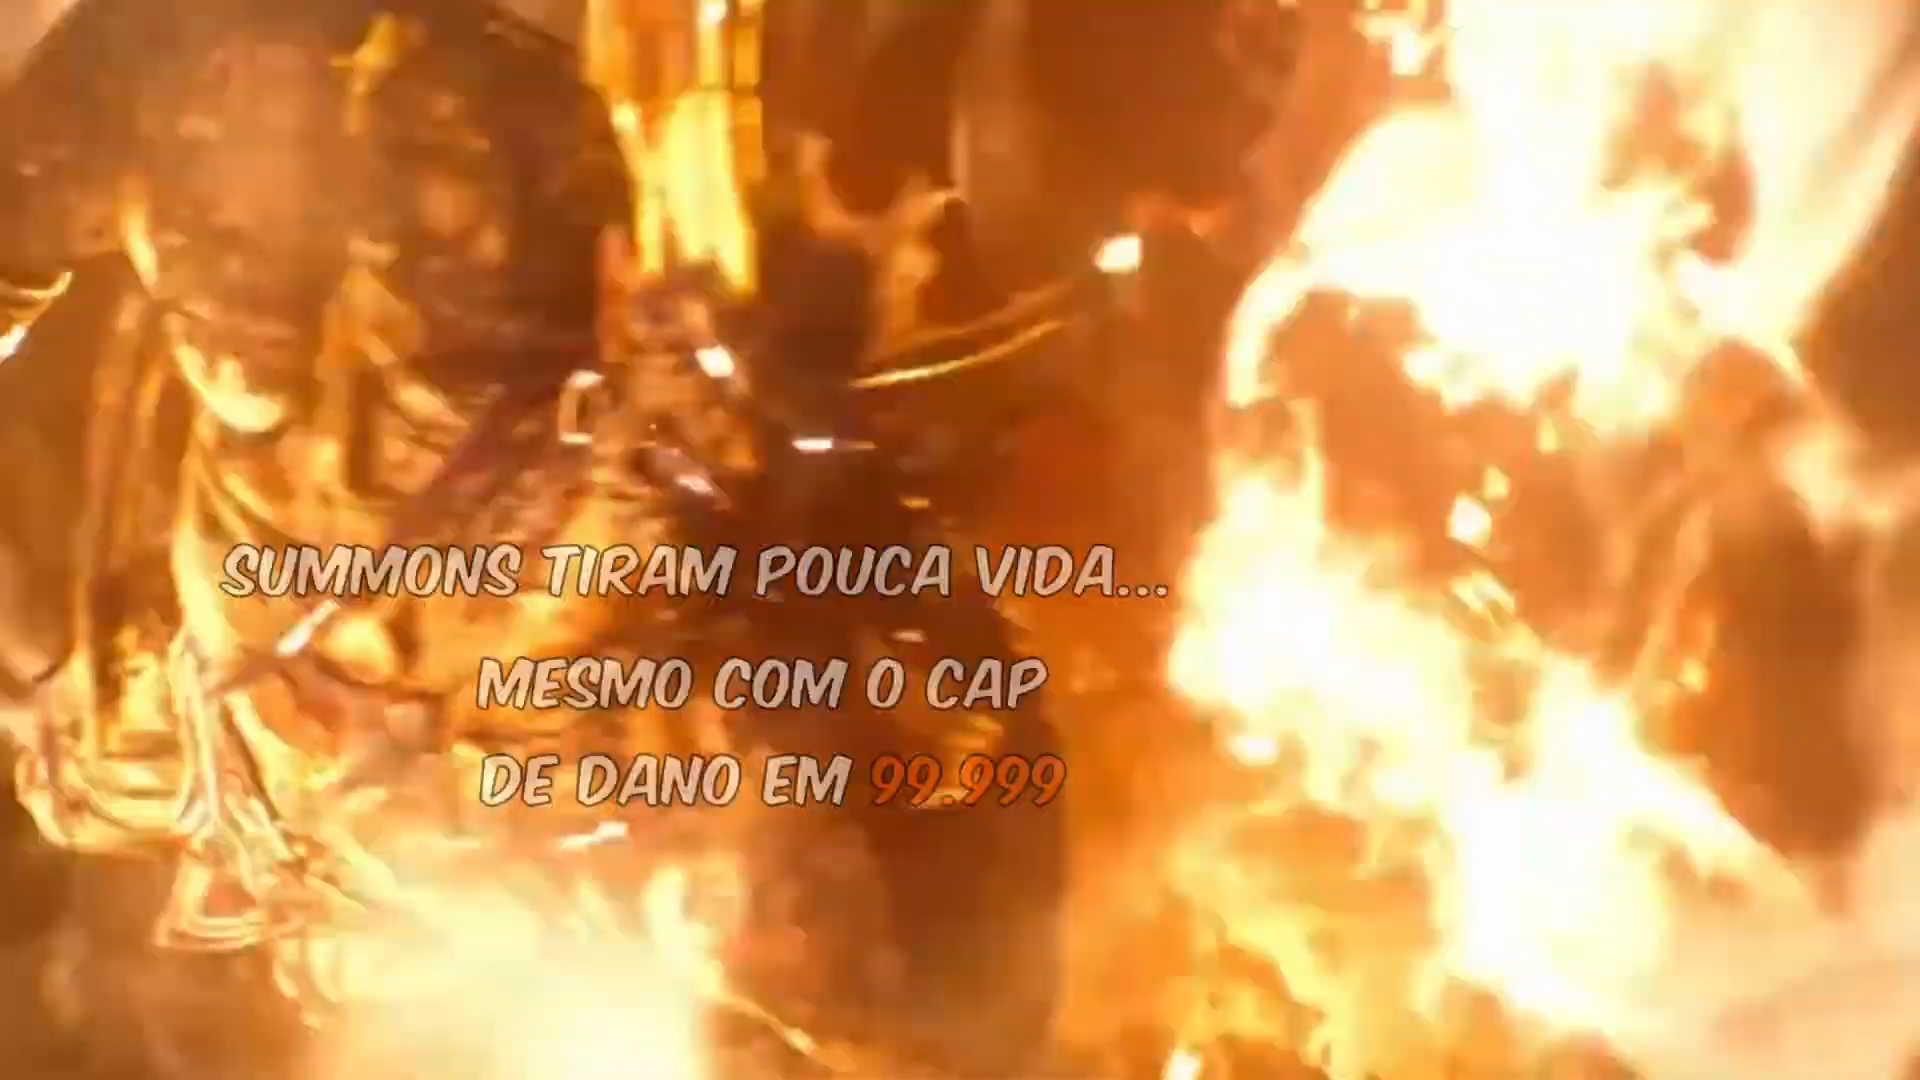 SUMMONS TIRAM POUCA VIDA...
MESMO COM O CAP
DE DANO EM 99.999